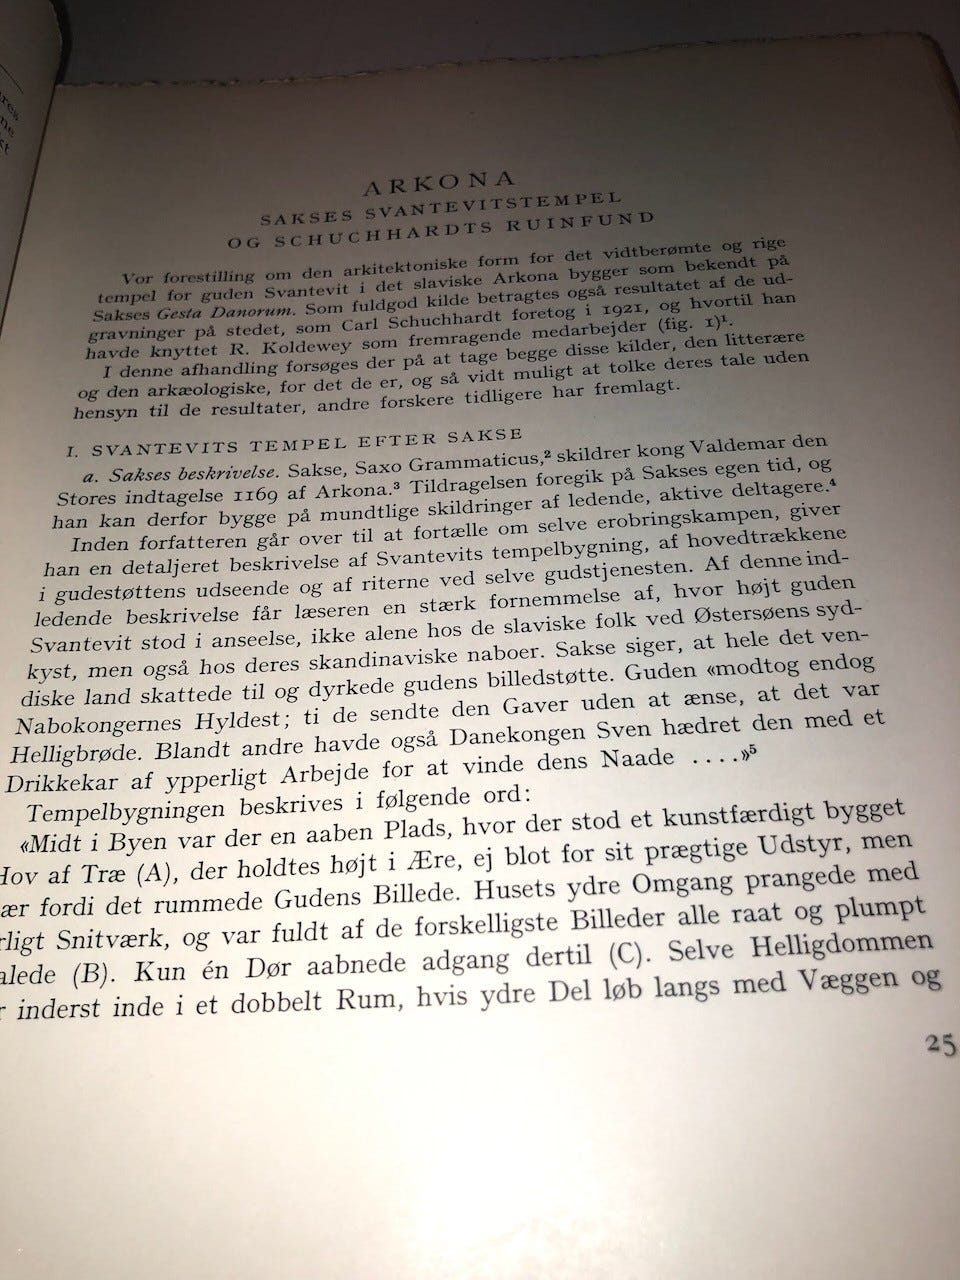 ARKONA
SAKSES SVANTEVITSTEMPEL
OG SCHUCHHARDTS RUINFUND
Vor forestilling om den arkitektoniske form for det vidtberømte og rige
tempel for guden Svantevit i det slaviske Arkona bygger som bekendt på
Sakses Gesta Danorum. Som fuldgod kilde betragtes også resultatet af de ud-
gravninger på stedet, som Carl Schuchhardt foretog i 1921, og hvortil han
havde knyttet R. Koldewey som fremragende medarbejder (fig. 1)¹.
I denne afhandling forsøges der på at tage begge disse kilder, den litterære
og den arkæologiske, for det de er, og så vidt muligt at tolke deres tale uden
hensyn til de resultater, andre forskere tidligere har fremlagt.
I. SVANTEVITS TEMPEL EFTER SAKSE
a. Sakses beskrivelse. Sakse, Saxo Grammaticus,² skildrer kong Valdemar den
Stores indtagelse 1169 af Arkona.³ Tildragelsen foregik på Sakses egen tid, og
han kan derfor bygge på mundtlige skildringer af ledende, aktive deltagere.⁴
Inden forfatteren går over til at fortælle om selve erobringskampen, giver
han en detaljeret beskrivelse af Svantevits tempelbygning, af hovedtrækkene
i gudestøttens udseende og af riterne ved selve gudstjenesten. Af denne ind-
ledende beskrivelse får læseren en stærk fornemmelse af, hvor højt guden
Svantevit stod i anseelse, ikke alene hos de slaviske folk ved Østersøens syd-
kyst, men også hos deres skandinaviske naboer. Sakse siger, at hele det ven-
diske land skattede til og dyrkede gudens billedstøtte. Guden «modtog endog
Nabokongernes Hyldest; ti de sendte den Gaver uden at ænse, at det var
Helligbrøde. Blandt andre havde også Danekongen Sven hædret den med et
Drikkekar af ypperligt Arbejde for at vinde dens Naade ....»⁵
Tempelbygningen beskrives i følgende ord:
«Midt i Byen var der en aaben Plads, hvor der stod et kunstfærdigt bygget
Hov af Træ (A), der holdtes højt i Ære, ej blot for sit prægtige Udstyr, men
ær fordi det rummede Gudens Billede. Husets ydre Omgang prangede med
rligt Snitværk, og var fuldt af de forskelligste Billeder alle raat og plumpt
alede (B). Kun én Dør aabnede adgang dertil (C). Selve Helligdommen
r inderst inde i et dobbelt Rum, hvis ydre Del løb langs med Væggen og
25